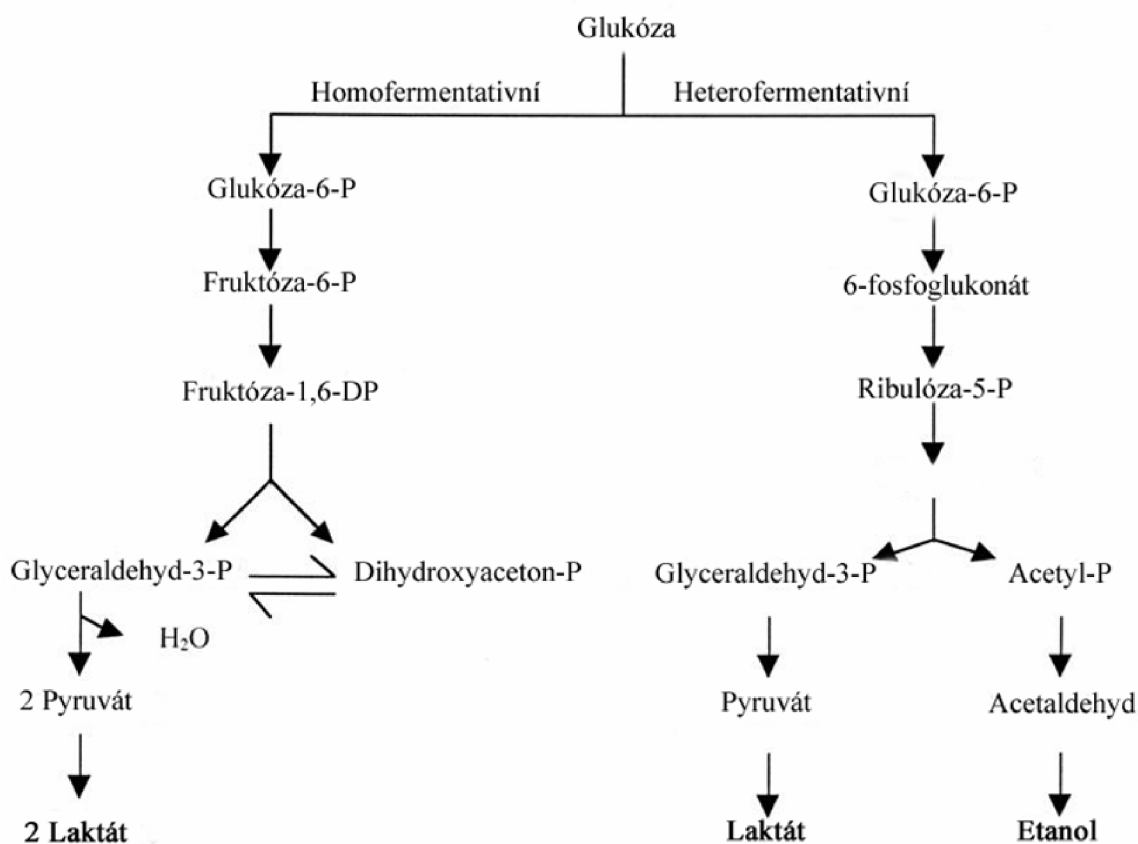 Glukóza
Homofermentativní
Heterofermentativní
Glukóza-6-P
Glukóza-6-P
Fruktóza-6-P
6-fosfoglukonát
Fruktóza-1,6-DP
Ribulóza-5-P
Glyceraldehyd-3-P
Dihydroxyaceton-P
Glyceraldehyd-3-P
Acetyl-P
H₂O
2 Pyruvát
Pyruvát
Acetaldehyd
2 Laktát
Laktát
Etanol